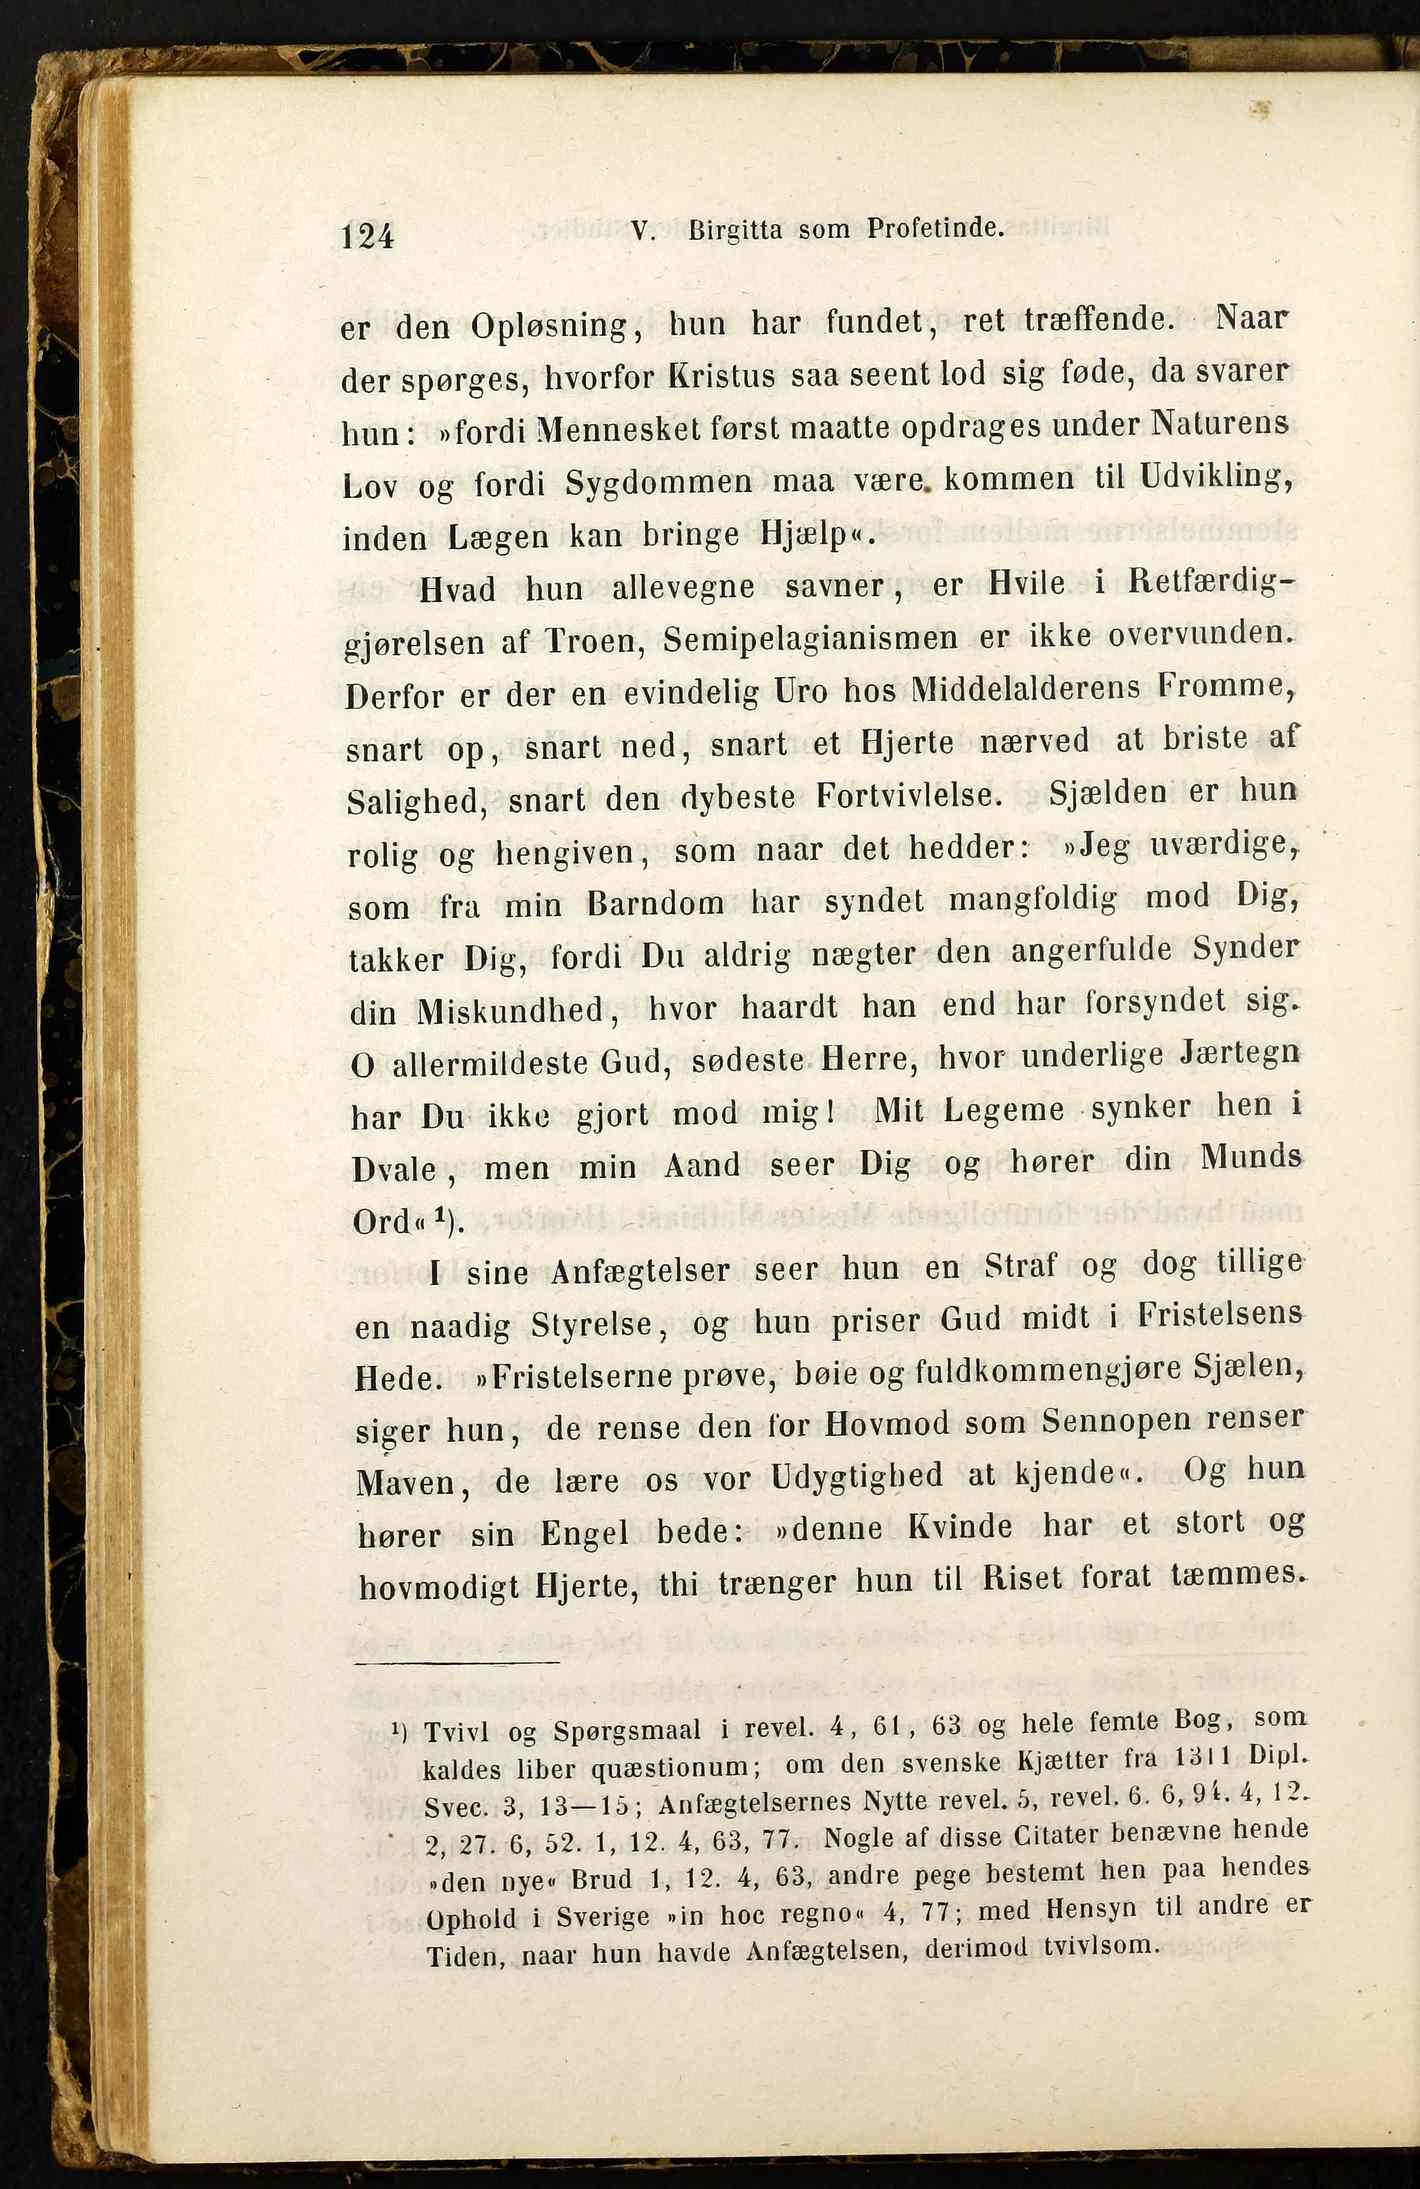 124 V. Birgitta som Profetinde.
er den Opløsning, hun har fundet, ret træffende. Naar
der spørges, hvorfor Kristus saa seent lod sig føde, da svarer
hun: »fordi Mennesket først maatte opdrages under Naturens
Lov og fordi Sygdommen maa være kommen til Udvikling,
inden Lægen kan bringe Hjælp«.
Hvad hun allevegne savner, er Hvile i Retfærdig-
gjørelsen af Troen, Semipelagianismen er ikke overvunden.
Derfor er der en evindelig Uro hos Middelalderens Fromme,
snart op, snart ned, snart et Hjerte nærved at briste af
Salighed, snart den dybeste Fortvivlelse. Sjælden er hun
rolig og hengiven, som naar det hedder: »Jeg uværdige,
som fra min Barndom har syndet mangfoldig mod Dig,
takker Dig, fordi Du aldrig nægter den angerfulde Synder
din Miskundhed, hvor haardt han end har forsyndet sig.
O allermildeste Gud, sødeste Herre, hvor underlige Jærtegn
har Du ikke gjort mod mig! Mit Legeme synker hen i
Dvale, men min Aand seer Dig og hører din Munds
Ord« ¹).
I sine Anfægtelser seer hun en Straf og dog tillige
en naadig Styrelse, og hun priser Gud midt i Fristelsens
Hede. »Fristelserne prøve, bøie og fuldkommengjøre Sjælen,
siger hun, de rense den for Hovmod som Sennopen renser
Maven, de lære os vor Udygtighed at kjende«. Og hun
hører sin Engel bede: »denne Kvinde har et stort og
hovmodigt Hjerte, thi trænger hun til Riset forat tæmmes.
¹) Tvivl og Spørgsmaal i revel. 4, 61, 63 og hele femte Bog, som
kaldes liber quæstionum; om den svenske Kjætter fra 1311 Dipl.
Svec. 3, 13—15; Anfægtelsernes Nytte revel. 5, revel. 6. 6, 94. 4, 12.
2, 27. 6, 52. 1, 12. 4, 63, 77. Nogle af disse Citater benævne hende
»den nye« Brud 1, 12. 4, 63, andre pege bestemt hen paa hendes
Ophold i Sverige »in hoc regno« 4, 77; med Hensyn til andre er
Tiden, naar hun havde Anfægtelsen, derimod tvivlsom.